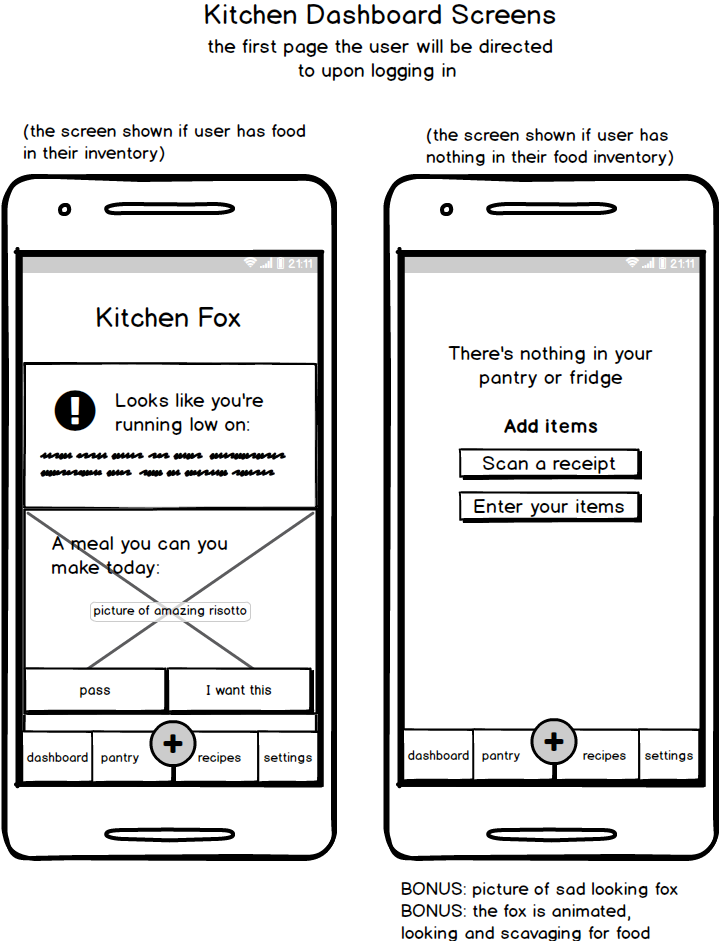 Kitchen Dashboard Screens
the first page the user will be directed
to upon logging in
(the screen shown if user has food
in their inventory)
21:11
Kitchen Fox
Looks like you're
running low on:
A meal you can you
make today:
picture of amazing risotto
pass
I want this
dashboard
pantry
recipes
settings
(the screen shown if user has
nothing in their food inventory)
21:11
There's nothing in your
pantry or fridge
Add items
Scan a receipt
Enter your items
dashboard
pantry
recipes
settings
BONUS: picture of sad looking fox
BONUS: the fox is animated,
looking and scavaging for food